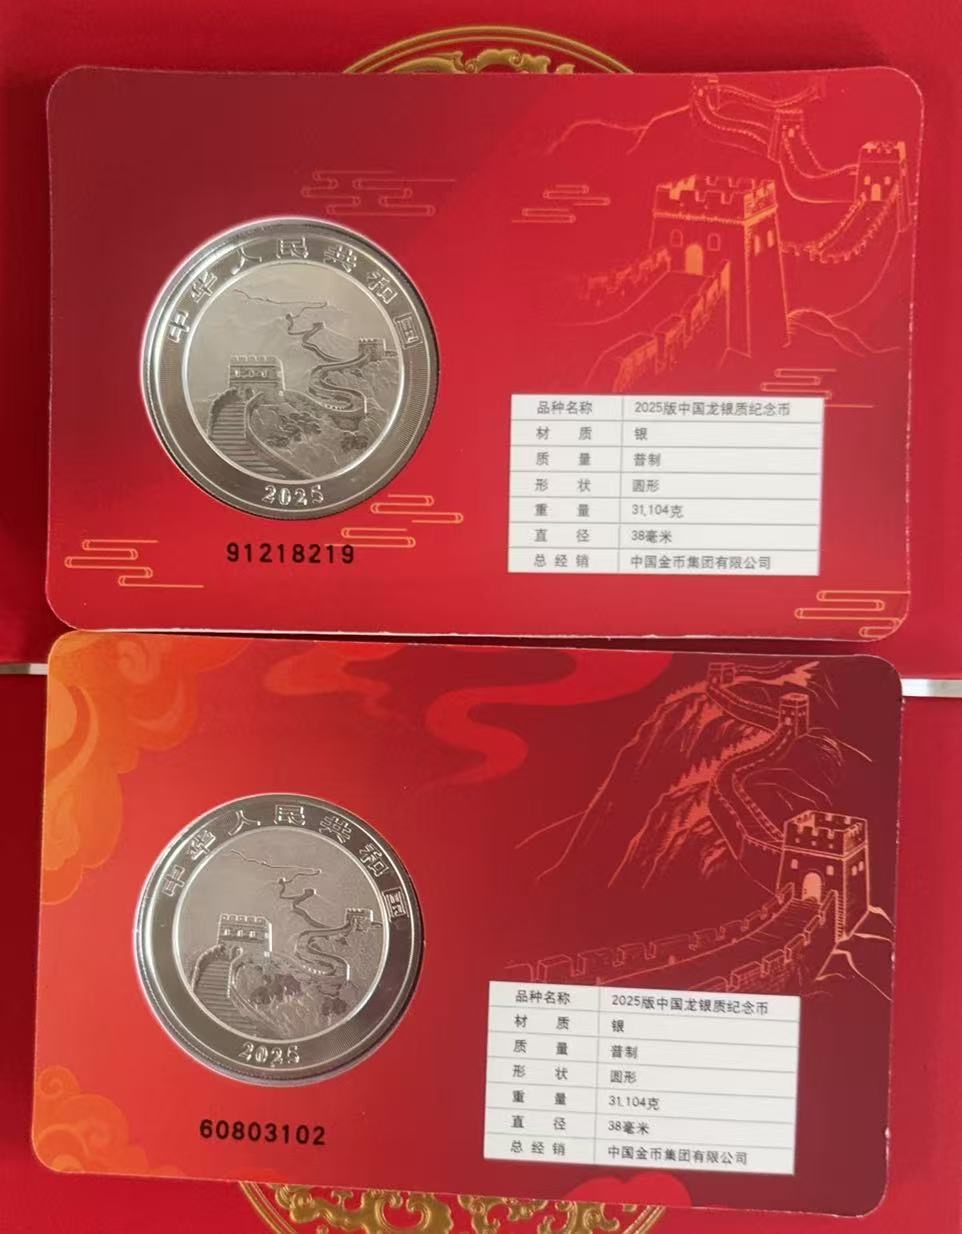 中华人民共和国
2025
91218219
品种名称 2025版中国龙银质纪念币
材 质 银
质 量 普制
形 状 圆形
重 量 31,104克
直 径 38毫米
总 经 销 中国金币集团有限公司
中华人民共和国
2025
60803102
品种名称 2025版中国龙银质纪念币
材 质 银
质 量 普制
形 状 圆形
重 量 31,104克
直 径 38毫米
总 经 销 中国金币集团有限公司